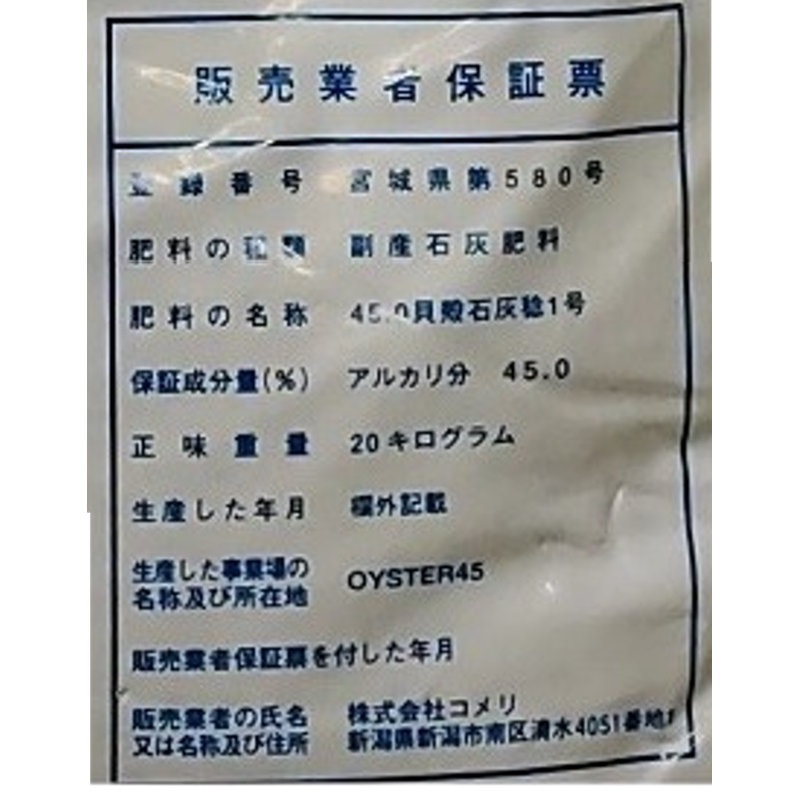 販売業者保証票
登録番号 宮城県第580号
肥料の種類 副産石灰肥料
肥料の名称 45.0貝殻石灰稔1号
保証成分量(%) アルカリ分 45.0
正味重量 20キログラム
生産した年月 欄外記載
生産した事業場の
名称及び所在地 OYSTER45
販売業者保証票を付した年月
販売業者の氏名 株式会社コメリ
又は名称及び住所 新潟県新潟市南区清水4051番地1